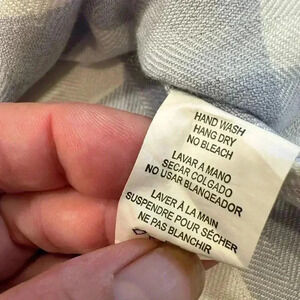 HAND WASH
HANG DRY
NO BLEACH
LAVAR A MANO
SECAR COLGADO
NO USAR BLANQEADOR
LAVER À LA MAIN
SUSPENDRE POUR SÉCHER
NE PAS BLANCHIR